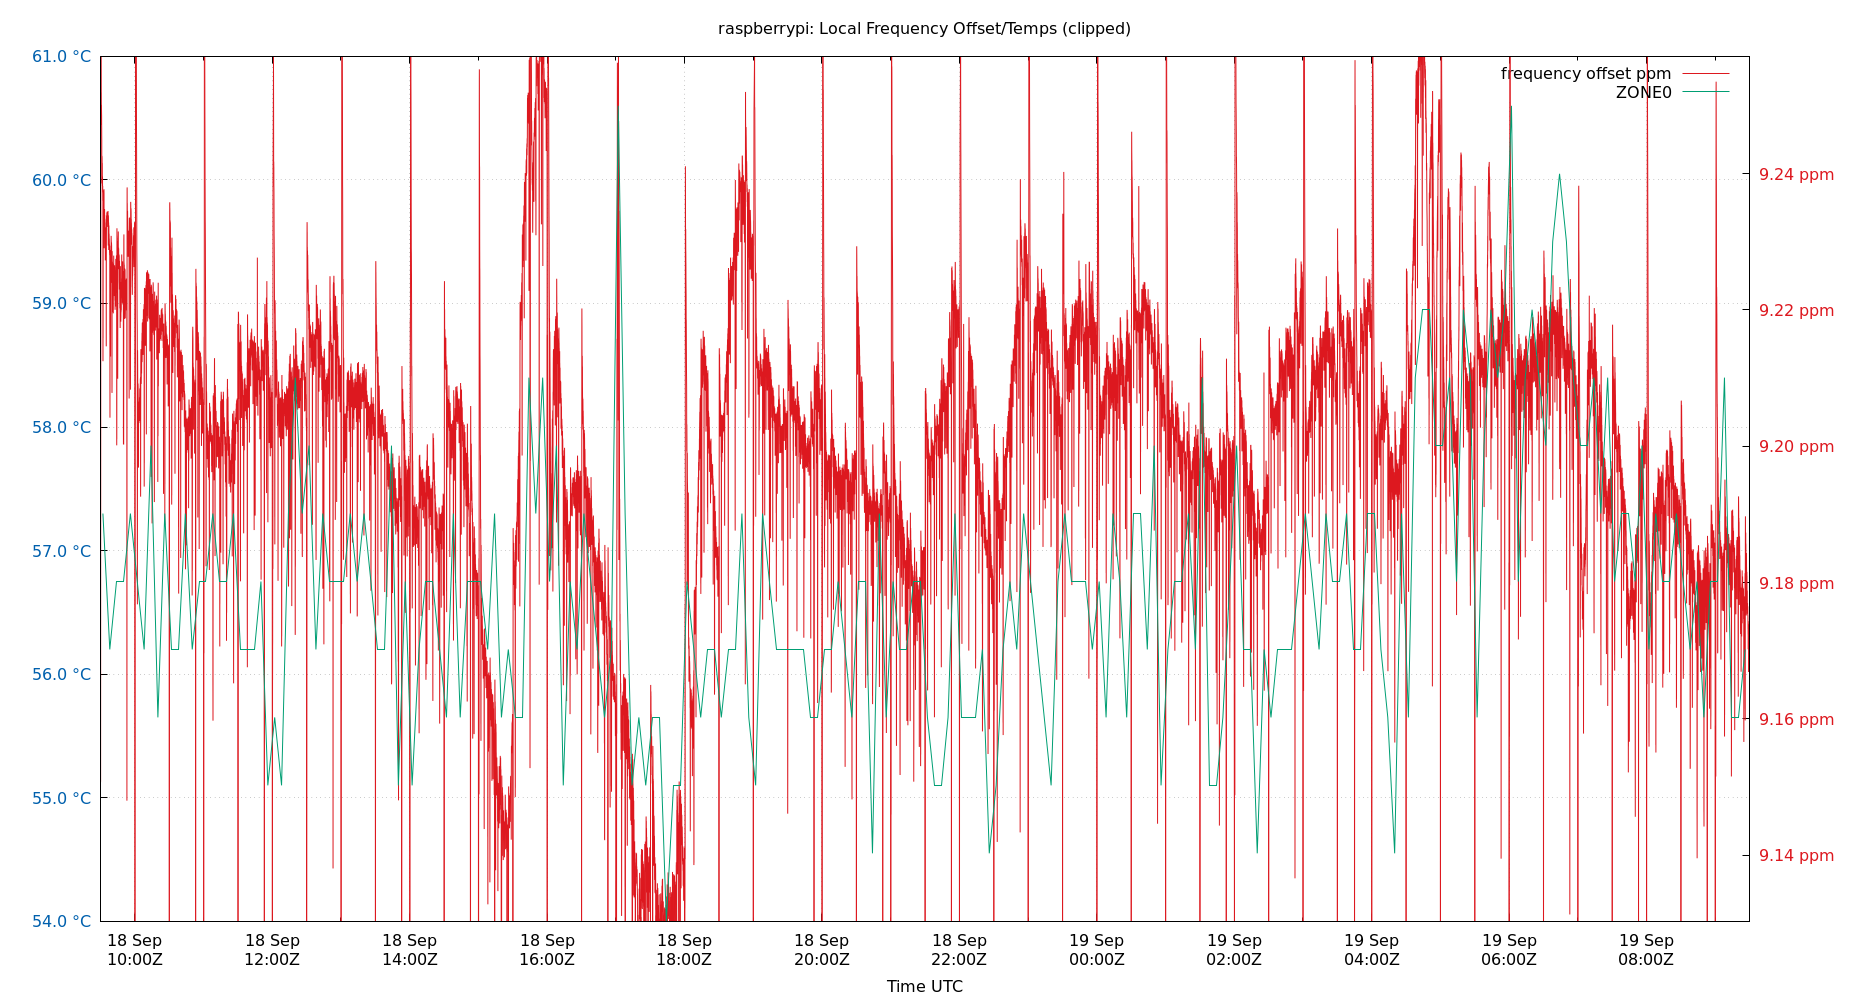 raspberrypi: Local Frequency Offset/Temps (clipped)
frequency offset ppm
ZONE0
61.0 °C
60.0 °C
59.0 °C
58.0 °C
57.0 °C
56.0 °C
55.0 °C
54.0 °C
9.24 ppm
9.22 ppm
9.20 ppm
9.18 ppm
9.16 ppm
9.14 ppm
18 Sep 18 Sep 18 Sep 18 Sep 18 Sep 18 Sep 18 Sep 19 Sep 19 Sep 19 Sep 19 Sep 19 Sep
10:00Z 12:00Z 14:00Z 16:00Z 18:00Z 20:00Z 22:00Z 00:00Z 02:00Z 04:00Z 06:00Z 08:00Z
Time UTC